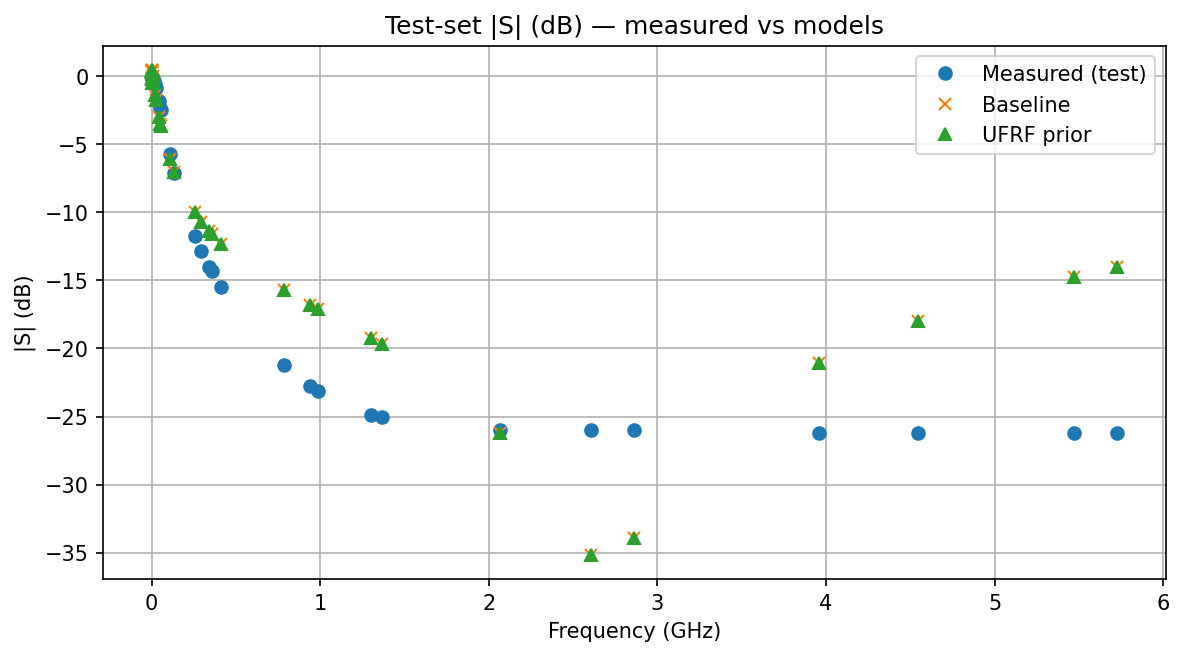 Test-set |S| (dB) — measured vs models
Measured (test)
Baseline
UFRF prior
|S| (dB)
0
−5
−10
−15
−20
−25
−30
−35
0 1 2 3 4 5 6
Frequency (GHz)